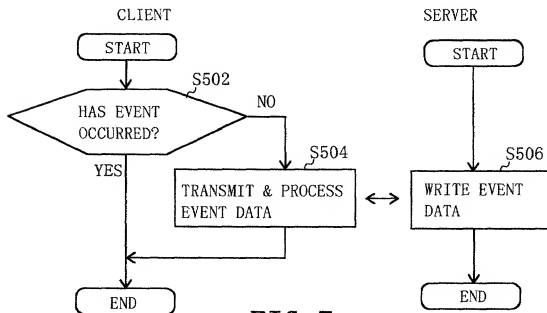 CLIENT
SERVER
START
START
S502
HAS EVENT
OCCURRED?
NO
YES
S504
TRANSMIT & PROCESS
EVENT DATA
S506
WRITE EVENT
DATA
END
END